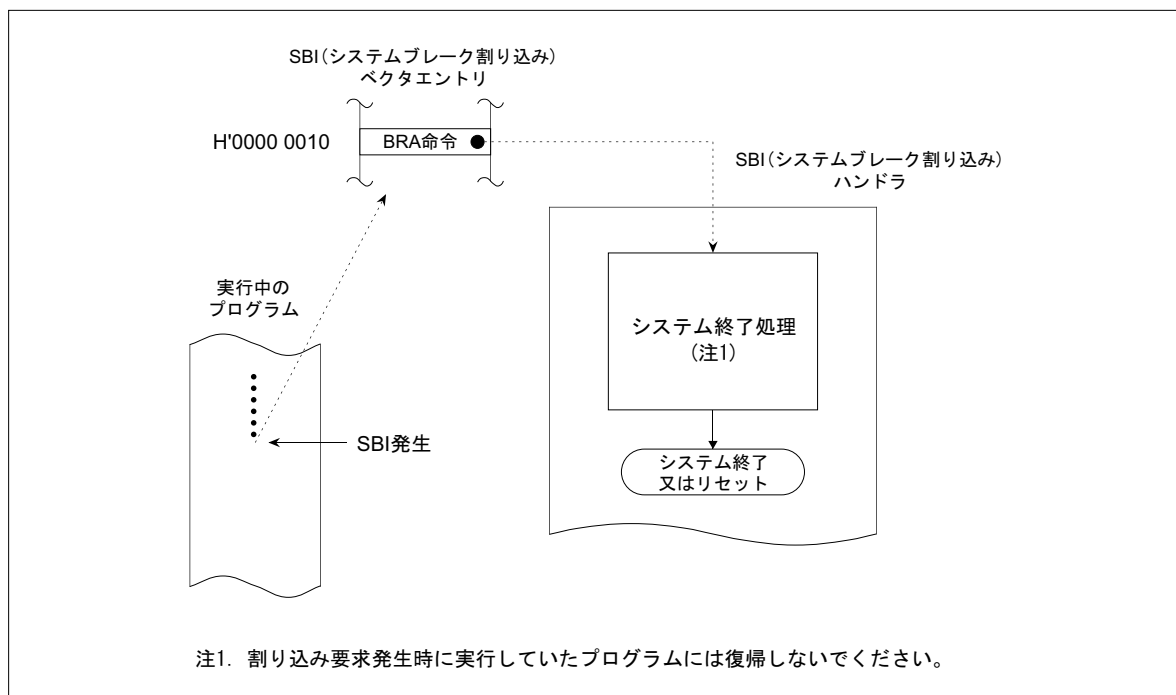 SBI(システムブレーク割り込み)
ベクタエントリ
H'0000 0010
BRA命令
SBI(システムブレーク割り込み)
ハンドラ
実行中の
プログラム
システム終了処理
(注1)
SBI発生
システム終了
又はリセット
注1. 割り込み要求発生時に実行していたプログラムには復帰しないでください。